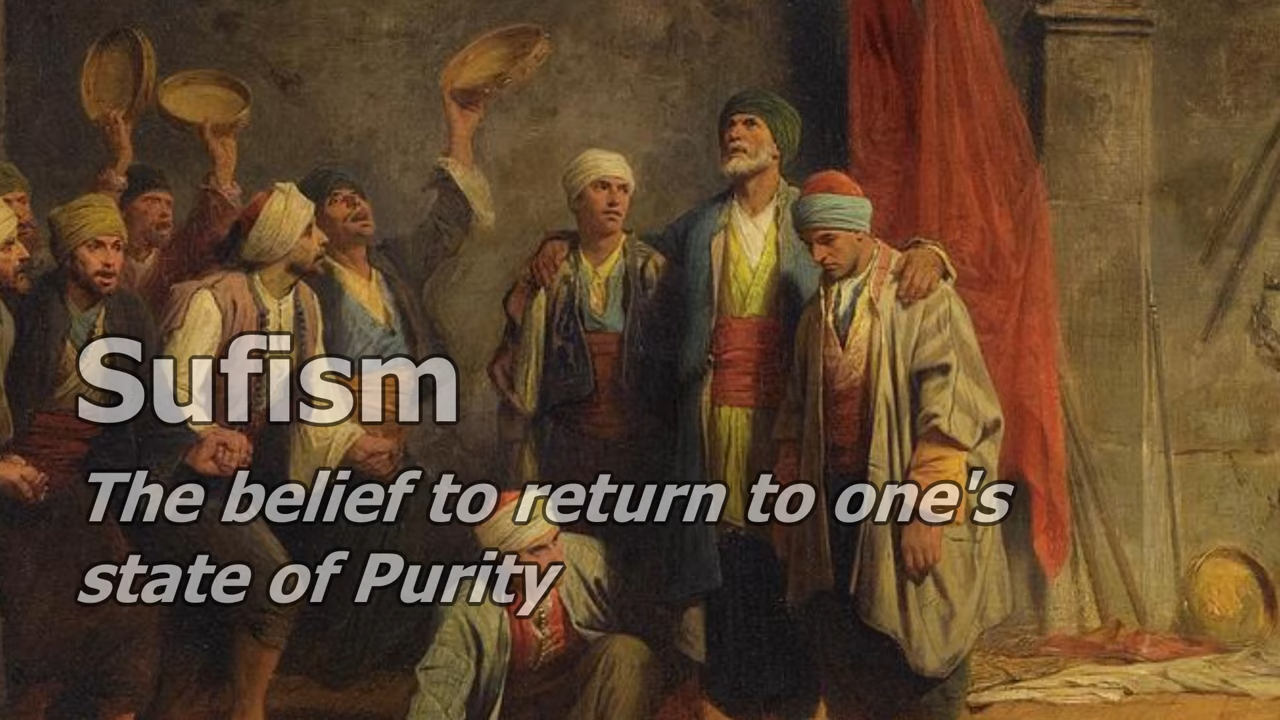 Sufism
The belief to return to one's
state of Purity